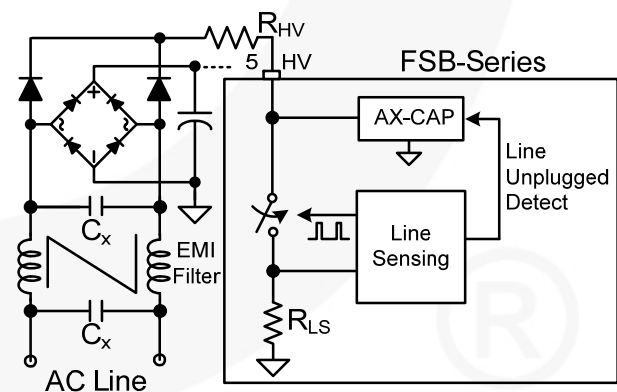 R_HV
5 HV
FSB-Series
AX-CAP
Line
Unplugged
Detect
Line
Sensing
C_x
EMI
Filter
R_LS
C_x
AC Line
+
~
~
−
®